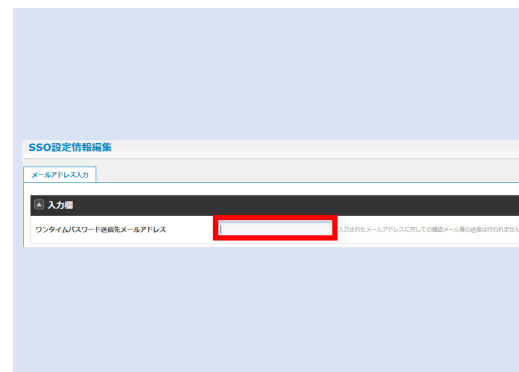 SSO設定情報編集
メールアドレス入力
入力欄
ワンタイムパスワード送信先メールアドレス
入力されたメールアドレスに対しての確認メール等の送信は行われません